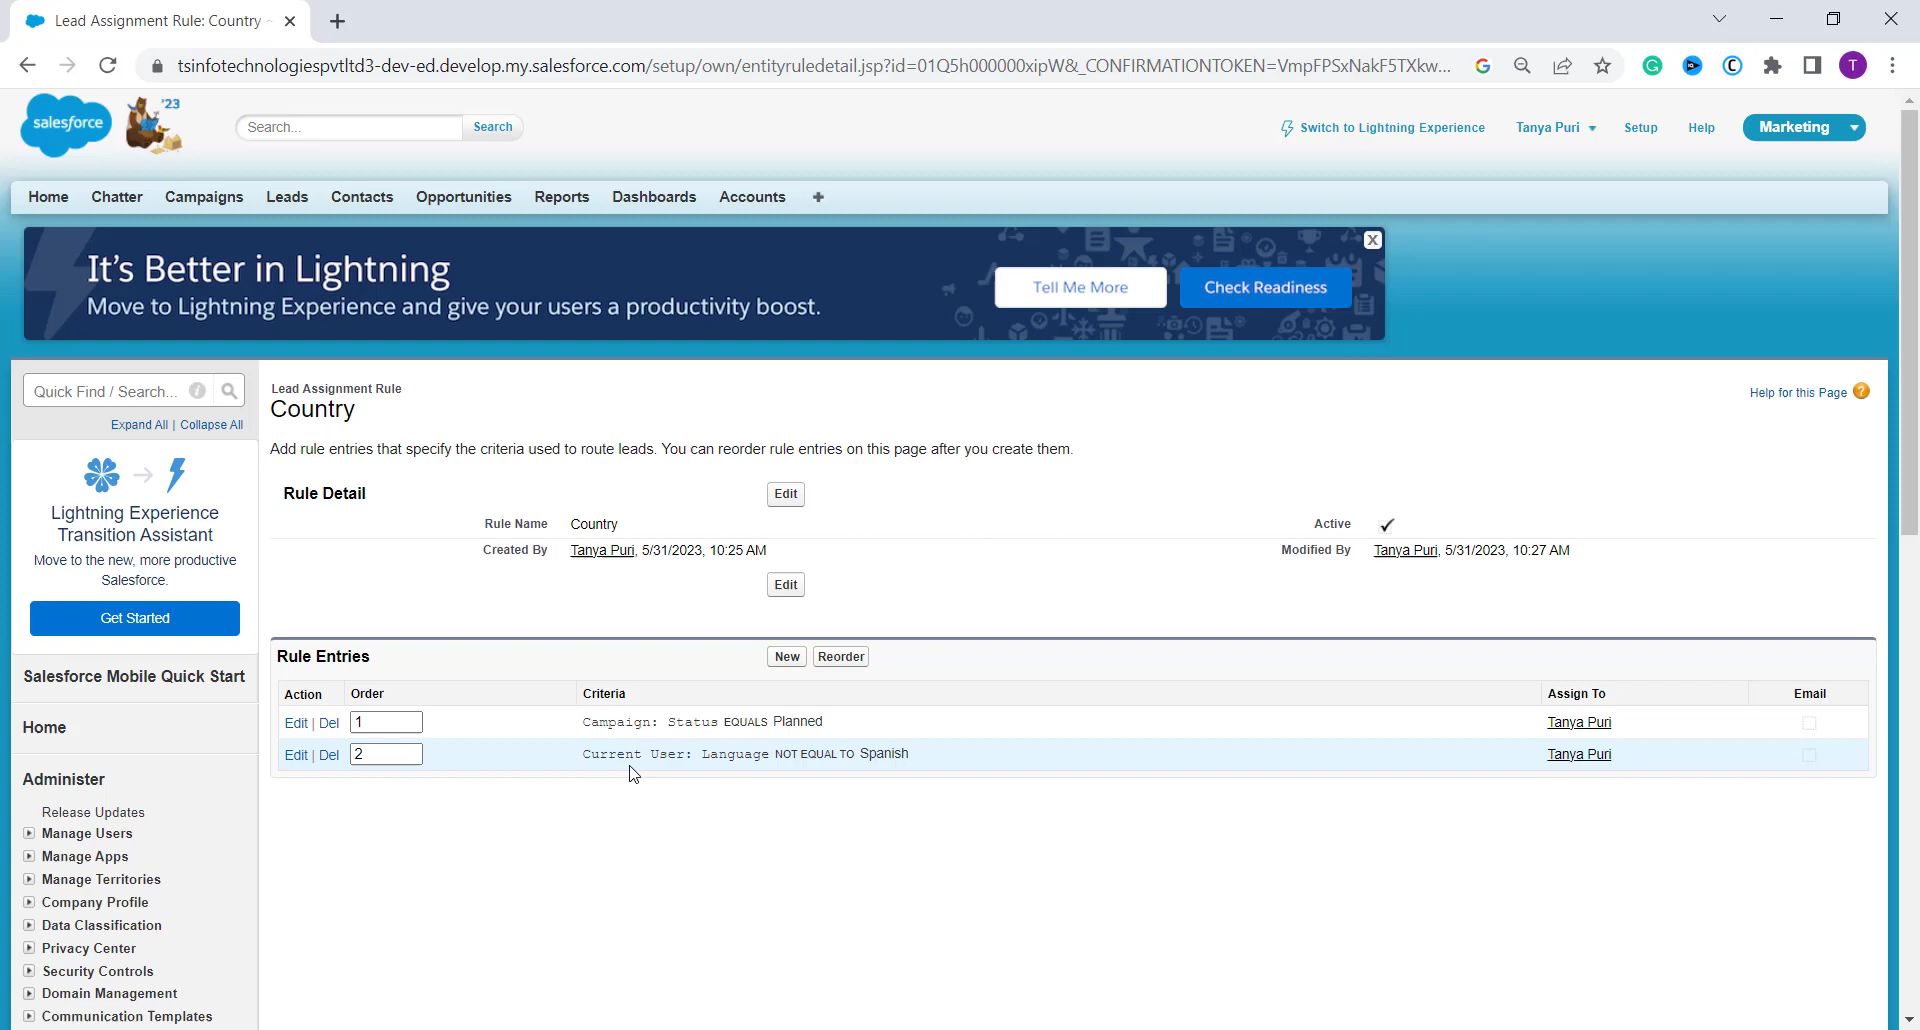 Lead Assignment Rule: Country
tsinfotechnologiespvtltd3-dev-ed.develop.my.salesforce.com/setup/own/entityruledetail.jsp?id=01Q5h000000xipW&_CONFIRMATIONTOKEN=VmpFPSxNakF5TXkw...
T
salesforce
'23
Search...
Search
Switch to Lightning Experience
Tanya Puri
Setup
Help
Marketing
Home
Chatter
Campaigns
Leads
Contacts
Opportunities
Reports
Dashboards
Accounts
It's Better in Lightning
Move to Lightning Experience and give your users a productivity boost.
Tell Me More
Check Readiness
X
Quick Find / Search...
Expand All | Collapse All
Lightning Experience
Transition Assistant
Move to the new, more productive
Salesforce.
Get Started
Salesforce Mobile Quick Start
Home
Administer
Release Updates
Manage Users
Manage Apps
Manage Territories
Company Profile
Data Classification
Privacy Center
Security Controls
Domain Management
Communication Templates
Lead Assignment Rule
Country
Help for this Page
Add rule entries that specify the criteria used to route leads. You can reorder rule entries on this page after you create them.
Rule Detail
Edit
Rule Name Country
Active
Created By Tanya Puri, 5/31/2023, 10:25 AM
Modified By Tanya Puri, 5/31/2023, 10:27 AM
Edit
Rule Entries
New
Reorder
Action Order Criteria Assign To Email
Edit | Del 1 Campaign: Status EQUALS Planned Tanya Puri
Edit | Del 2 Current User: Language NOT EQUAL TO Spanish Tanya Puri